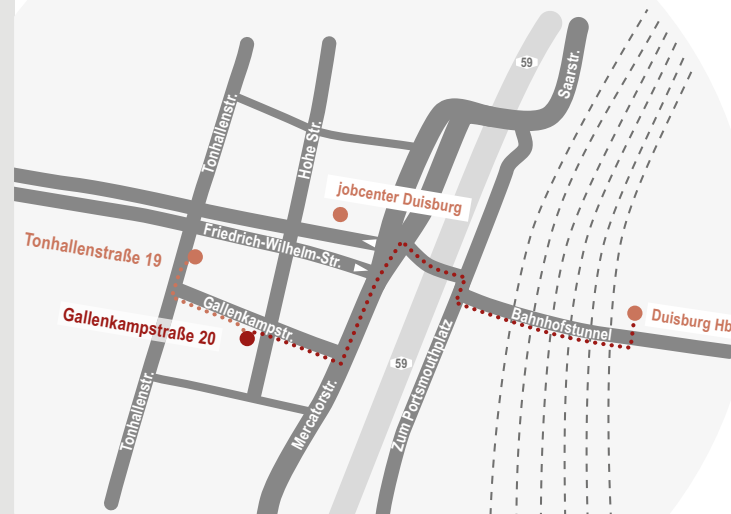 59
Saarstr.
Tonhallenstr.
Hohe Str.
jobcenter Duisburg
Friedrich-Wilhelm-Str.
Tonhallenstraße 19
Gallenkampstr.
Gallenkampstraße 20
Bahnhofstunnel
Duisburg Hb
59
Zum Portsmouthplatz
Mercatorstr.
Tonhallenstr.